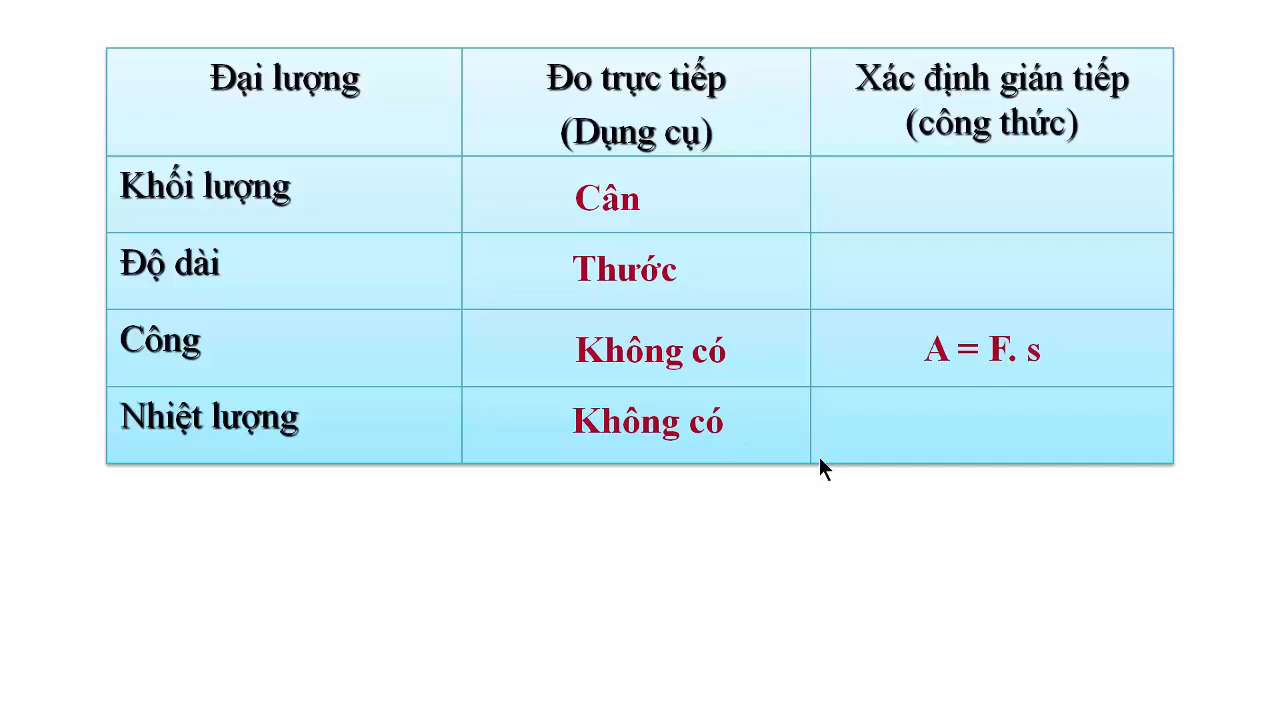 Đại lượng
Đo trực tiếp
(Dụng cụ)
Xác định gián tiếp
(công thức)
Khối lượng
Cân
Độ dài
Thước
Công
Không có
A = F. s
Nhiệt lượng
Không có